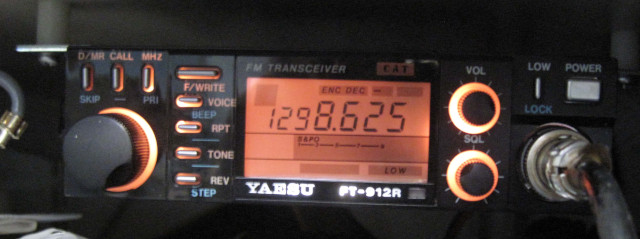 D/MR CALL MHz
SKIP — PRI
F/WRITE
VOICE
BEEP
RPT
TONE
REV
STEP
FM TRANSCEIVER CAT
ENC DEC —
1298.625
S&PO
LOW
YAESU FT-912R
VOL
SQL
LOW
LOCK
POWER